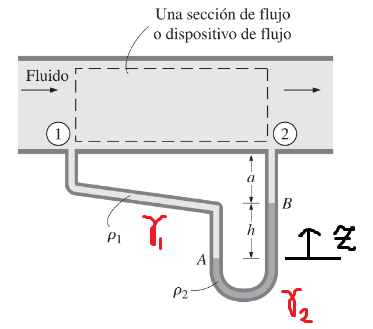 Una sección de flujo
o dispositivo de flujo
Fluido
1
2
a
B
ρ₁
γ₁
h
A
z
ρ₂
γ₂